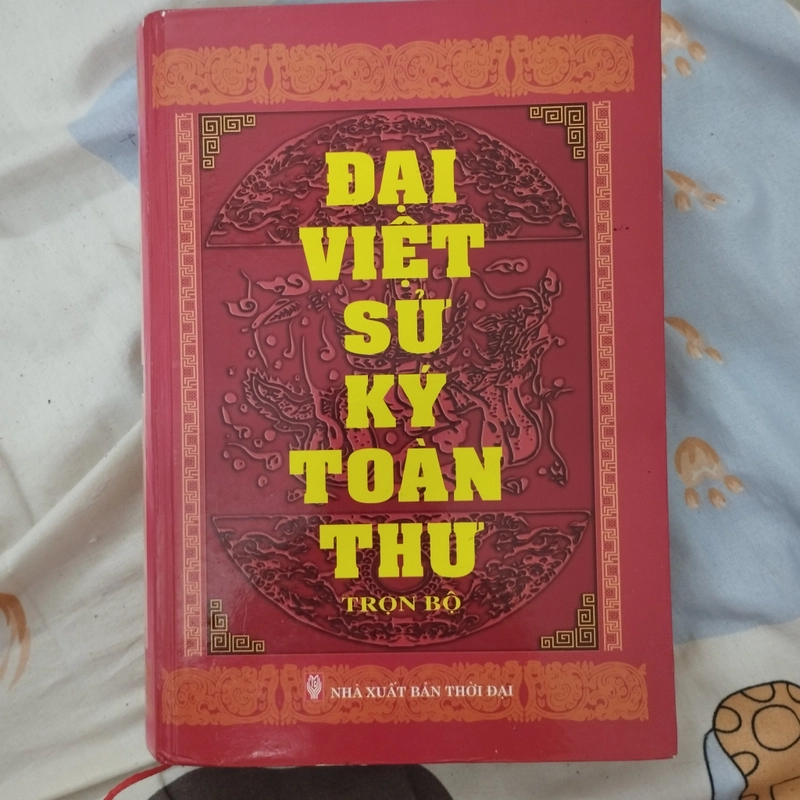 ĐẠI
VIỆT
SỬ
KÝ
TOÀN
THƯ
TRỌN BỘ
NHÀ XUẤT BẢN THỜI ĐẠI